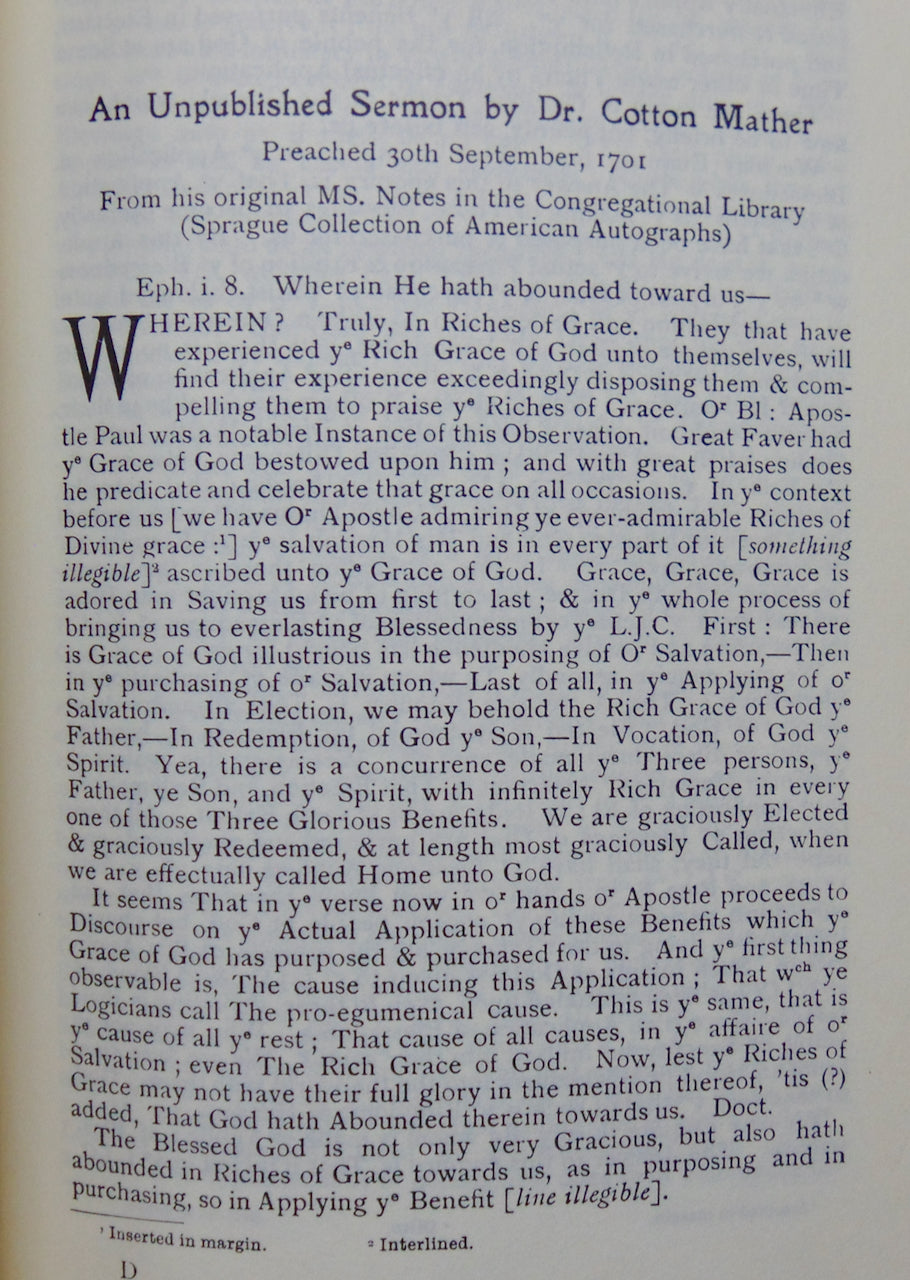 An Unpublished Sermon by Dr. Cotton Mather
Preached 30th September, 1701
From his original MS. Notes in the Congregational Library
(Sprague Collection of American Autographs)
Eph. i. 8. Wherein He hath abounded toward us—
WHEREIN? Truly, In Riches of Grace. They that have
experienced yᵉ Rich Grace of God unto themselves, will
find their experience exceedingly disposing them & com-
pelling them to praise yᵉ Riches of Grace. Oʳ Bl : Apos-
tle Paul was a notable Instance of this Observation. Great Faver had
yᵉ Grace of God bestowed upon him ; and with great praises does
he predicate and celebrate that grace on all occasions. In yᵉ context
before us [we have Oʳ Apostle admiring ye ever-admirable Riches of
Divine grace :¹] yᵉ salvation of man is in every part of it [something
illegible]² ascribed unto yᵉ Grace of God. Grace, Grace, Grace is
adored in Saving us from first to last ; & in yᵉ whole process of
bringing us to everlasting Blessedness by yᵉ L.J.C. First : There
is Grace of God illustrious in the purposing of Oʳ Salvation,—Then
in yᵉ purchasing of oʳ Salvation,—Last of all, in yᵉ Applying of oʳ
Salvation. In Election, we may behold the Rich Grace of God yᵉ
Father,—In Redemption, of God yᵉ Son,—In Vocation, of God yᵉ
Spirit. Yea, there is a concurrence of all yᵉ Three persons, yᵉ
Father, ye Son, and yᵉ Spirit, with infinitely Rich Grace in every
one of those Three Glorious Benefits. We are graciously Elected
& graciously Redeemed, & at length most graciously Called, when
we are effectually called Home unto God.
It seems That in yᵉ verse now in oʳ hands oʳ Apostle proceeds to
Discourse on yᵉ Actual Application of these Benefits which yᵉ
Grace of God has purposed & purchased for us. And yᵉ first thing
observable is, The cause inducing this Application ; That wᶜʰ ye
Logicians call The pro-egumenical cause. This is yᵉ same, that is
yᵉ cause of all yᵉ rest ; That cause of all causes, in yᵉ affaire of oʳ
Salvation ; even The Rich Grace of God. Now, lest yᵉ Riches of
Grace may not have their full glory in the mention thereof, 'tis (?)
added, That God hath Abounded therein towards us. Doct.
The Blessed God is not only very Gracious, but also hath
abounded in Riches of Grace towards us, as in purposing and in
purchasing, so in Applying yᵉ Benefit [line illegible].
¹ Inserted in margin. ² Interlined.
D